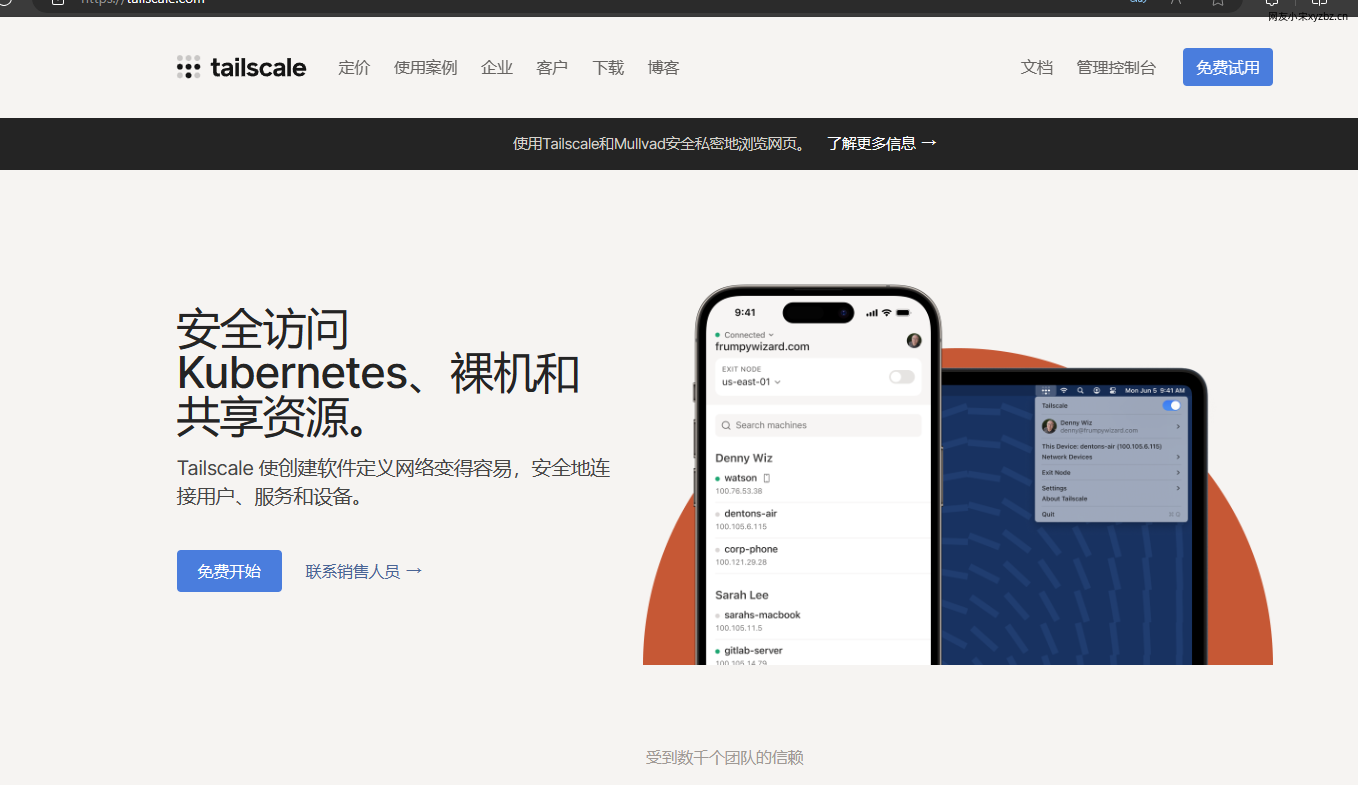 https://tailscale.com
网友小宋xyzbz.cn
tailscale 定价 使用案例 企业 客户 下载 博客 文档 管理控制台 免费试用
使用Tailscale和Mullvad安全私密地浏览网页。 了解更多信息 →
安全访问
Kubernetes、裸机和
共享资源。
Tailscale 使创建软件定义网络变得容易，安全地连
接用户、服务和设备。
免费开始 联系销售人员 →
9:41
Connected
frumpywizard.com
EXIT NODE
us-east-01
Search machines
Denny Wiz
watson
100.76.53.38
dentons-air
100.105.6.115
corp-phone
100.121.29.28
Sarah Lee
sarahs-macbook
100.105.11.5
gitlab-server
100.105.14.29
Mon Jun 5 9:41 AM
Tailscale
Denny Wiz
denny@frumpywizard.com
This Device: dentons-air (100.105.6.115)
Network Devices
Exit Node
Settings
About Tailscale
Quit
受到数千个团队的信赖